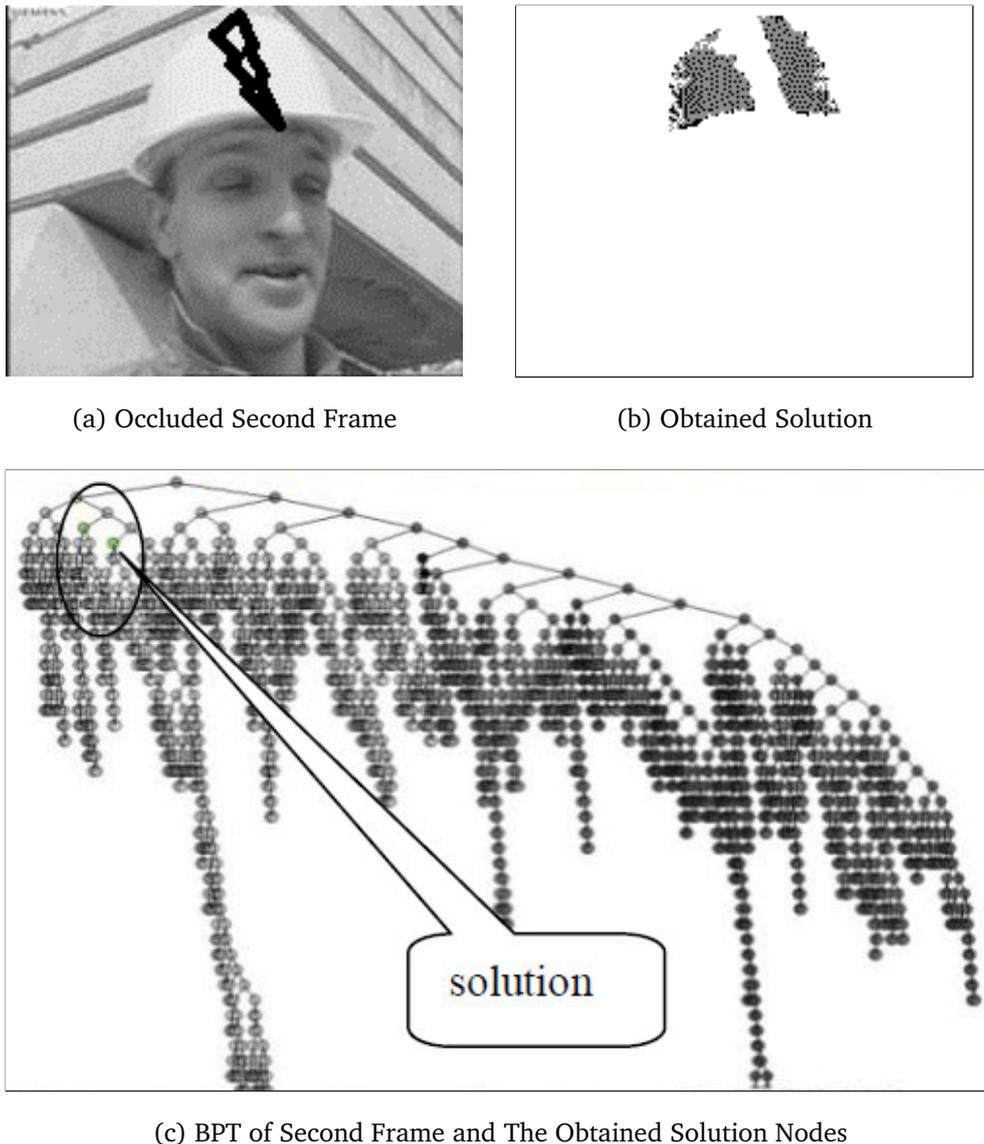 (a) Occluded Second Frame
(b) Obtained Solution
solution
(c) BPT of Second Frame and The Obtained Solution Nodes